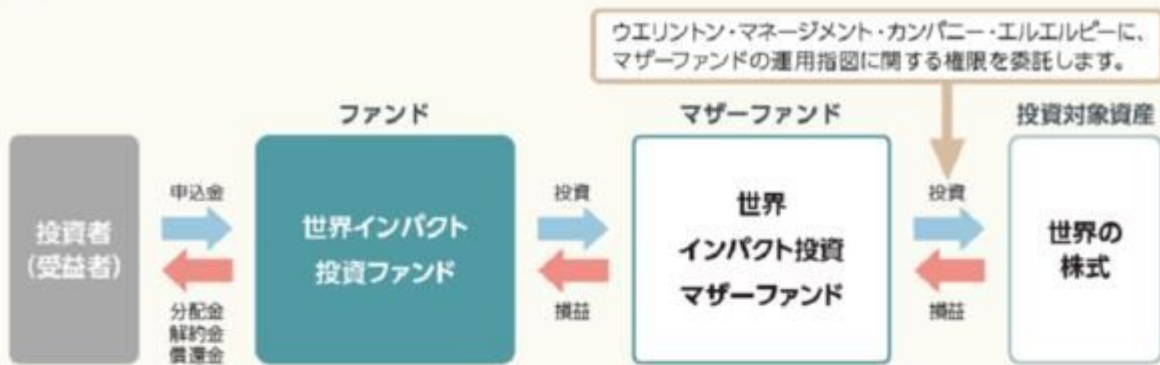 ウエリントン・マネージメント・カンパニー・エルエルピーに、
マザーファンドの運用指図に関する権限を委託します。
ファンド
マザーファンド
投資対象資産
投資者
(受益者)
申込金
分配金
解約金
償還金
世界インパクト
投資ファンド
投資
損益
世界
インパクト投資
マザーファンド
投資
損益
世界の
株式